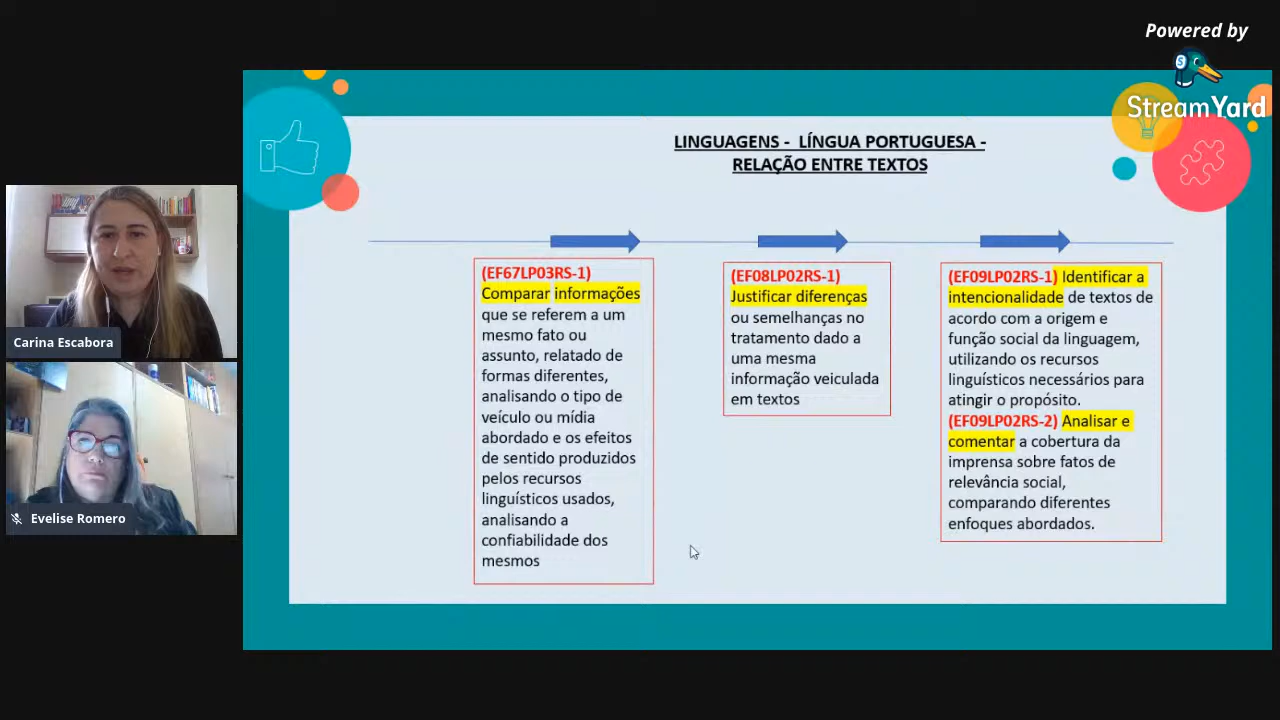 Powered by
StreamYard
LINGUAGENS - LÍNGUA PORTUGUESA -
RELAÇÃO ENTRE TEXTOS
(EF67LP03RS-1)
Comparar informações
que se referem a um
mesmo fato ou
assunto, relatado de
formas diferentes,
analisando o tipo de
veículo ou mídia
abordado e os efeitos
de sentido produzidos
pelos recursos
linguísticos usados,
analisando a
confiabilidade dos
mesmos
(EF08LP02RS-1)
Justificar diferenças
ou semelhanças no
tratamento dado a
uma mesma
informação veiculada
em textos
(EF09LP02RS-1) Identificar a
intencionalidade de textos de
acordo com a origem e
função social da linguagem,
utilizando os recursos
linguísticos necessários para
atingir o propósito.
(EF09LP02RS-2) Analisar e
comentar a cobertura da
imprensa sobre fatos de
relevância social,
comparando diferentes
enfoques abordados.
Carina Escabora
Evelise Romero